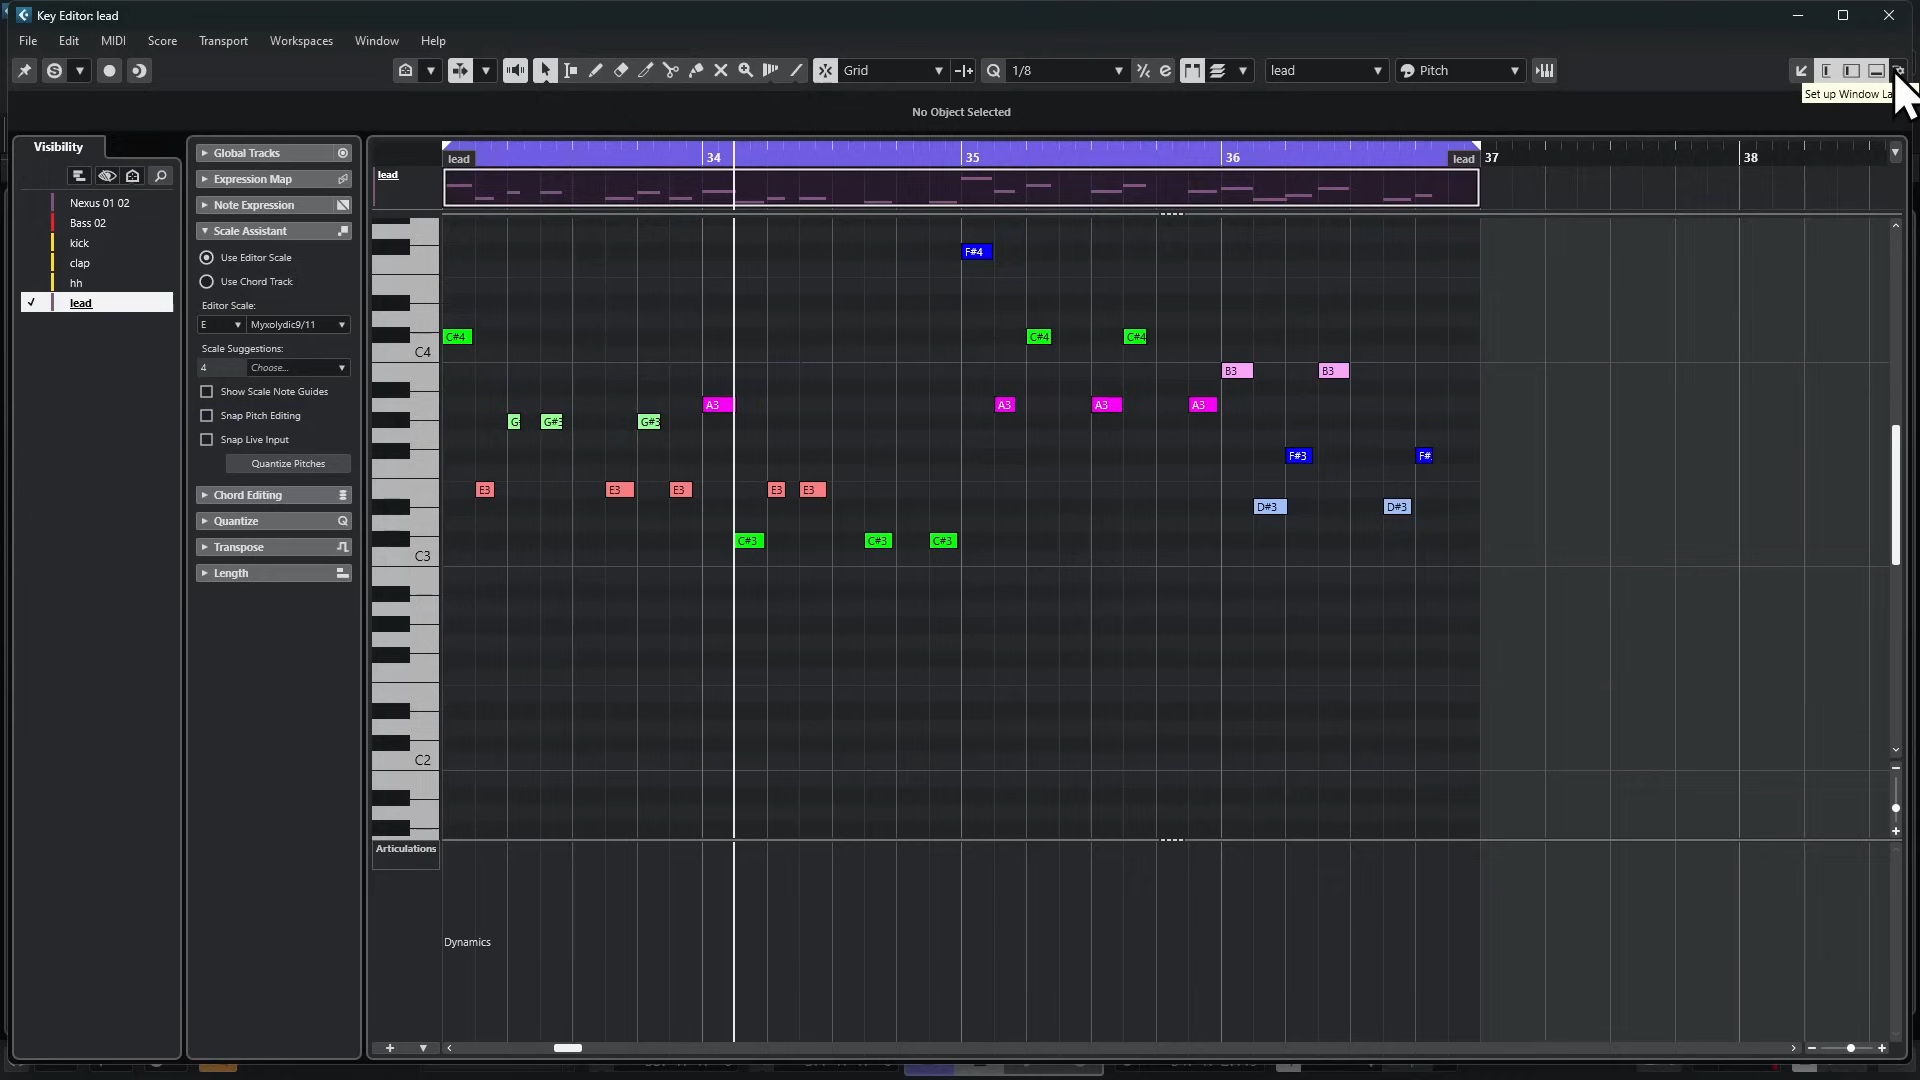 Key Editor: lead
File Edit MIDI Score Transport Workspaces Window Help
S Grid Q 1/8 e lead Pitch
Set up Window La
No Object Selected
Visibility
Nexus 01 02
Bass 02
kick
clap
hh
✓ lead
Global Tracks
Expression Map
Note Expression
Scale Assistant
Use Editor Scale
Use Chord Track
Editor Scale:
E Myxolydic9/11
Scale Suggestions:
4 Choose...
Show Scale Note Guides
Snap Pitch Editing
Snap Live Input
Quantize Pitches
Chord Editing
Quantize Q
Transpose
Length
lead 34 35 36 lead 37 38
lead
F#4
C#4 C#4 C#4
C4
B3 B3
A3 A3 A3 A3
G# G#3 G#3
F#3 F#
E3 E3 E3 E3 E3
D#3 D#3
C#3 C#3 C#3
C3
C2
Articulations
Dynamics